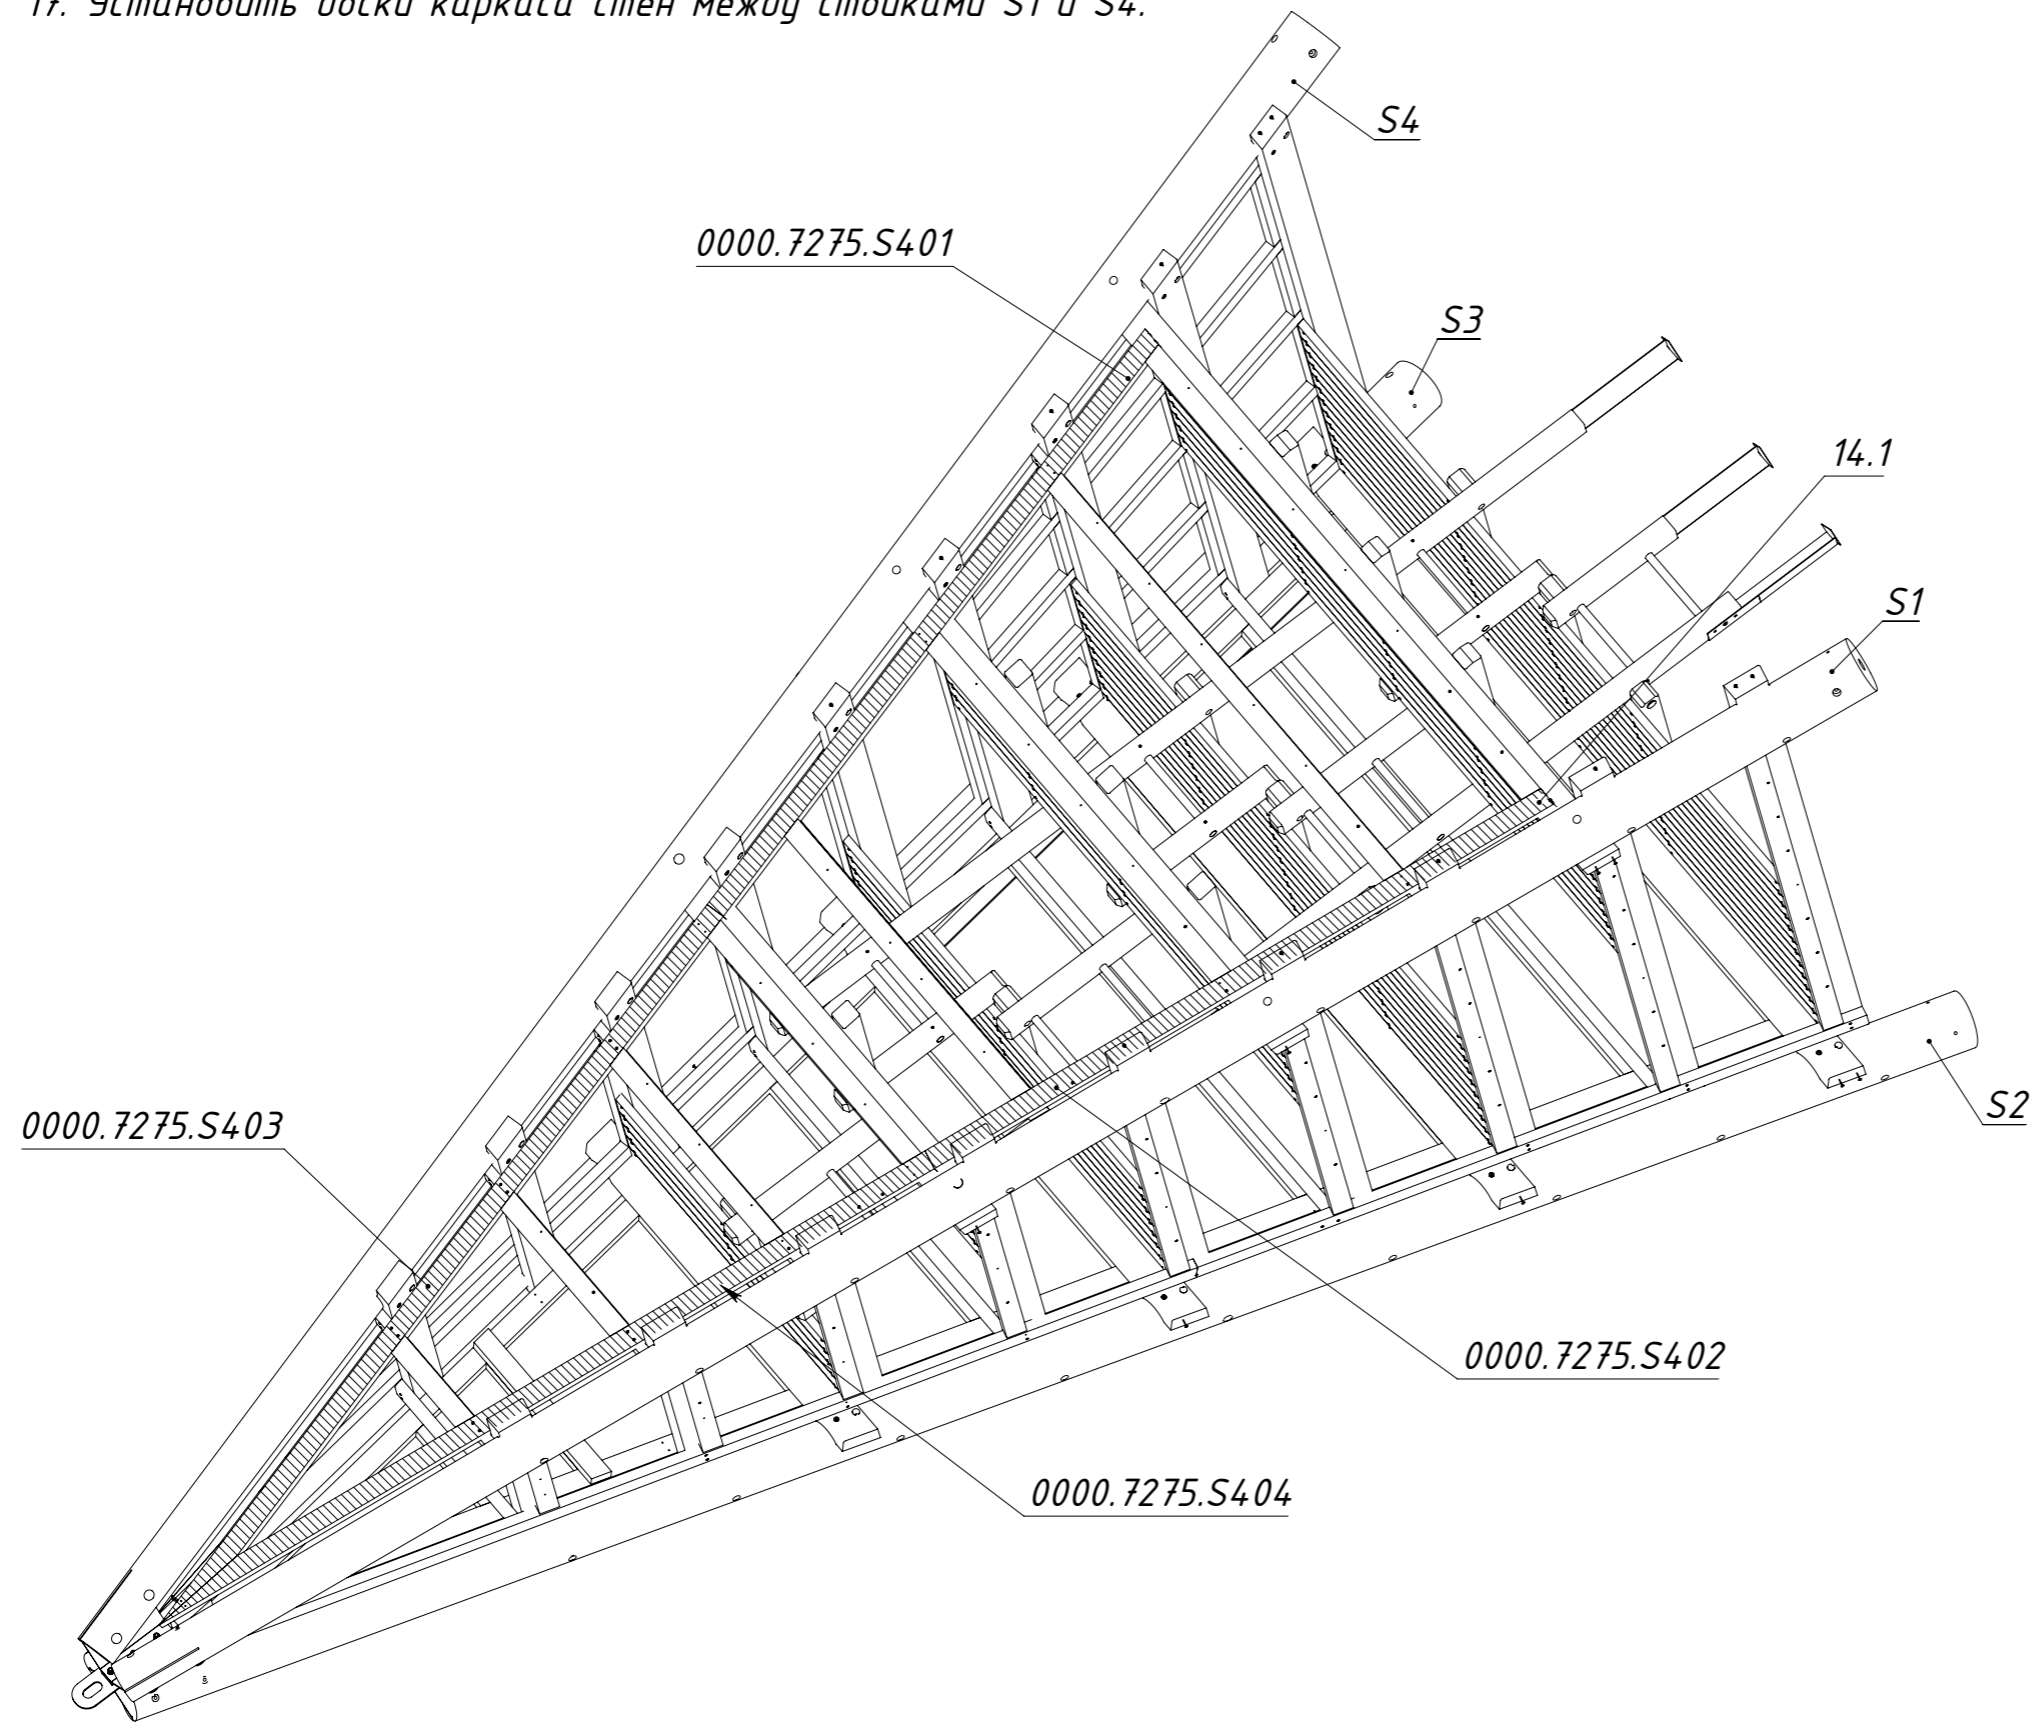 17. Установить доски каркаса стен между стойками S1 и S4.
S4
0000.7275.S401
S3
14.1
S1
0000.7275.S403
S2
0000.7275.S402
0000.7275.S404